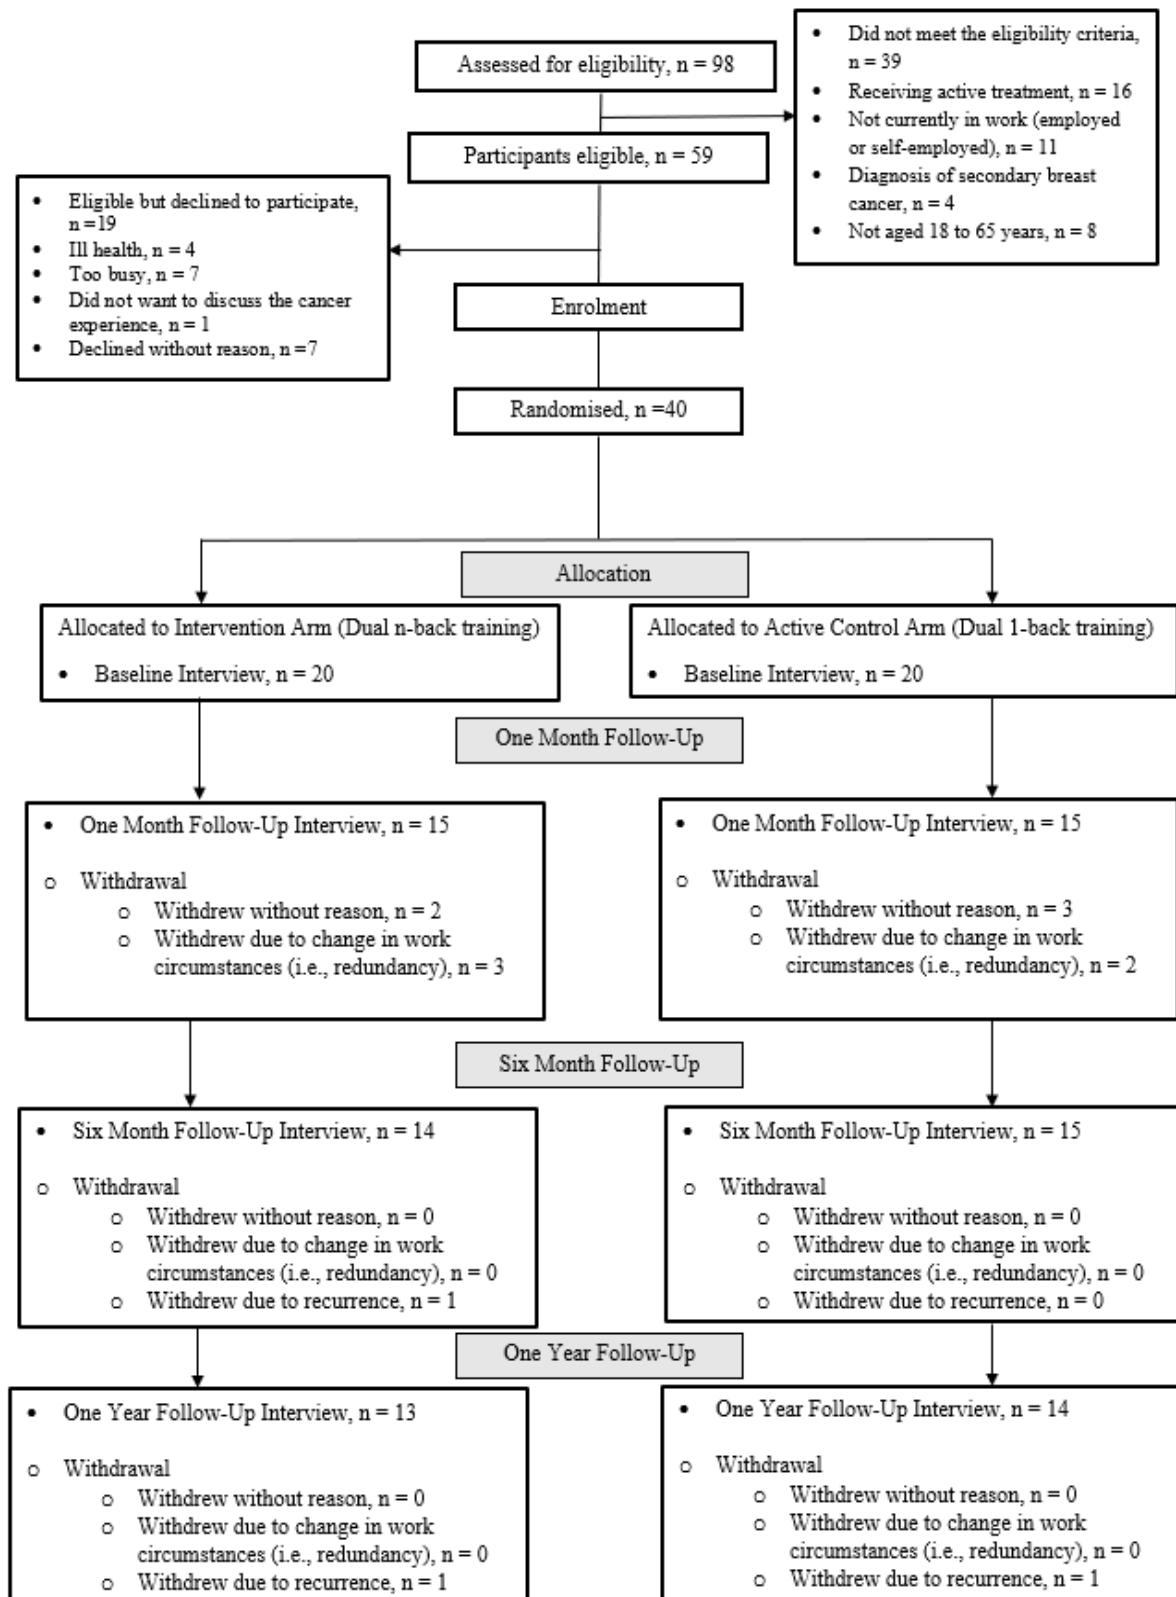 Assessed for eligibility, n = 98
• Did not meet the eligibility criteria,
n = 39
• Receiving active treatment, n = 16
• Not currently in work (employed
or self-employed), n = 11
• Diagnosis of secondary breast
cancer, n = 4
• Not aged 18 to 65 years, n = 8
Participants eligible, n = 59
• Eligible but declined to participate,
n =19
• Ill health, n = 4
• Too busy, n = 7
• Did not want to discuss the cancer
experience, n = 1
• Declined without reason, n =7
Enrolment
Randomised, n =40
Allocation
Allocated to Intervention Arm (Dual n-back training)
• Baseline Interview, n = 20
Allocated to Active Control Arm (Dual 1-back training)
• Baseline Interview, n = 20
One Month Follow-Up
• One Month Follow-Up Interview, n = 15
o Withdrawal
o Withdrew without reason, n = 2
o Withdrew due to change in work
circumstances (i.e., redundancy), n = 3
• One Month Follow-Up Interview, n = 15
o Withdrawal
o Withdrew without reason, n = 3
o Withdrew due to change in work
circumstances (i.e., redundancy), n = 2
Six Month Follow-Up
• Six Month Follow-Up Interview, n = 14
o Withdrawal
o Withdrew without reason, n = 0
o Withdrew due to change in work
circumstances (i.e., redundancy), n = 0
o Withdrew due to recurrence, n = 1
• Six Month Follow-Up Interview, n = 15
o Withdrawal
o Withdrew without reason, n = 0
o Withdrew due to change in work
circumstances (i.e., redundancy), n = 0
o Withdrew due to recurrence, n = 0
One Year Follow-Up
• One Year Follow-Up Interview, n = 13
o Withdrawal
o Withdrew without reason, n = 0
o Withdrew due to change in work
circumstances (i.e., redundancy), n = 0
o Withdrew due to recurrence, n = 1
• One Year Follow-Up Interview, n = 14
o Withdrawal
o Withdrew without reason, n = 0
o Withdrew due to change in work
circumstances (i.e., redundancy), n = 0
o Withdrew due to recurrence, n = 1